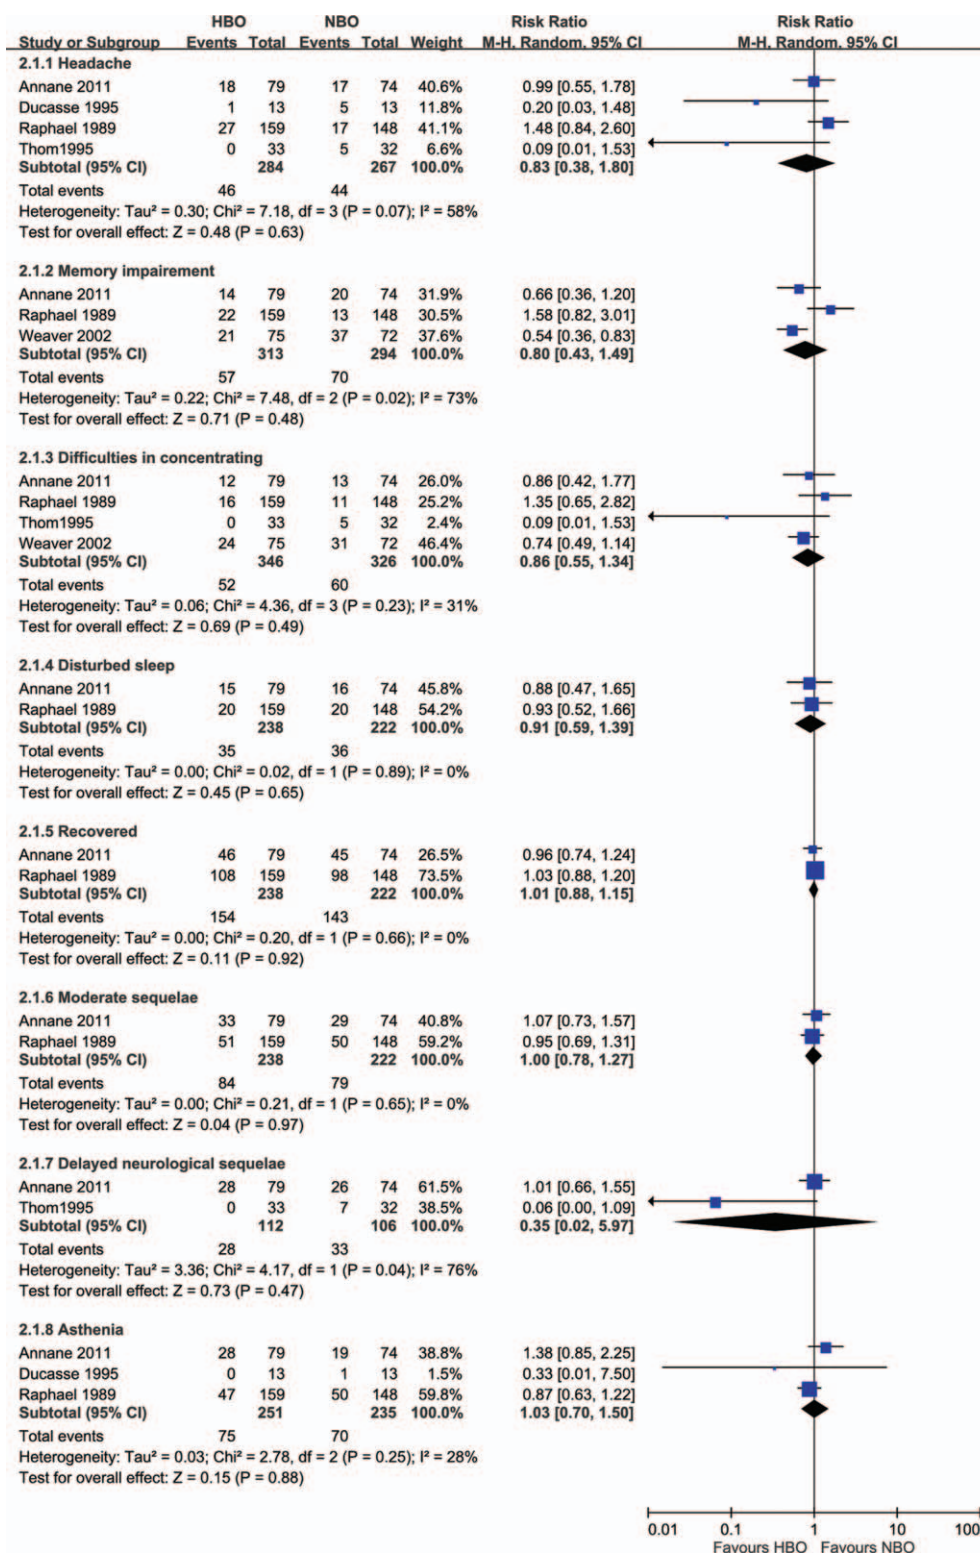 HBO NBO Risk Ratio Risk Ratio
Study or Subgroup Events Total Events Total Weight M-H. Random. 95% CI M-H. Random. 95% CI
2.1.1 Headache
Annane 2011 18 79 17 74 40.6% 0.99 [0.55, 1.78]
Ducasse 1995 1 13 5 13 11.8% 0.20 [0.03, 1.48]
Raphael 1989 27 159 17 148 41.1% 1.48 [0.84, 2.60]
Thom1995 0 33 5 32 6.6% 0.09 [0.01, 1.53]
Subtotal (95% CI) 284 267 100.0% 0.83 [0.38, 1.80]
Total events 46 44
Heterogeneity: Tau² = 0.30; Chi² = 7.18, df = 3 (P = 0.07); I² = 58%
Test for overall effect: Z = 0.48 (P = 0.63)
2.1.2 Memory impairement
Annane 2011 14 79 20 74 31.9% 0.66 [0.36, 1.20]
Raphael 1989 22 159 13 148 30.5% 1.58 [0.82, 3.01]
Weaver 2002 21 75 37 72 37.6% 0.54 [0.36, 0.83]
Subtotal (95% CI) 313 294 100.0% 0.80 [0.43, 1.49]
Total events 57 70
Heterogeneity: Tau² = 0.22; Chi² = 7.48, df = 2 (P = 0.02); I² = 73%
Test for overall effect: Z = 0.71 (P = 0.48)
2.1.3 Difficulties in concentrating
Annane 2011 12 79 13 74 26.0% 0.86 [0.42, 1.77]
Raphael 1989 16 159 11 148 25.2% 1.35 [0.65, 2.82]
Thom1995 0 33 5 32 2.4% 0.09 [0.01, 1.53]
Weaver 2002 24 75 31 72 46.4% 0.74 [0.49, 1.14]
Subtotal (95% CI) 346 326 100.0% 0.86 [0.55, 1.34]
Total events 52 60
Heterogeneity: Tau² = 0.06; Chi² = 4.36, df = 3 (P = 0.23); I² = 31%
Test for overall effect: Z = 0.69 (P = 0.49)
2.1.4 Disturbed sleep
Annane 2011 15 79 16 74 45.8% 0.88 [0.47, 1.65]
Raphael 1989 20 159 20 148 54.2% 0.93 [0.52, 1.66]
Subtotal (95% CI) 238 222 100.0% 0.91 [0.59, 1.39]
Total events 35 36
Heterogeneity: Tau² = 0.00; Chi² = 0.02, df = 1 (P = 0.89); I² = 0%
Test for overall effect: Z = 0.45 (P = 0.65)
2.1.5 Recovered
Annane 2011 46 79 45 74 26.5% 0.96 [0.74, 1.24]
Raphael 1989 108 159 98 148 73.5% 1.03 [0.88, 1.20]
Subtotal (95% CI) 238 222 100.0% 1.01 [0.88, 1.15]
Total events 154 143
Heterogeneity: Tau² = 0.00; Chi² = 0.20, df = 1 (P = 0.66); I² = 0%
Test for overall effect: Z = 0.11 (P = 0.92)
2.1.6 Moderate sequelae
Annane 2011 33 79 29 74 40.8% 1.07 [0.73, 1.57]
Raphael 1989 51 159 50 148 59.2% 0.95 [0.69, 1.31]
Subtotal (95% CI) 238 222 100.0% 1.00 [0.78, 1.27]
Total events 84 79
Heterogeneity: Tau² = 0.00; Chi² = 0.21, df = 1 (P = 0.65); I² = 0%
Test for overall effect: Z = 0.04 (P = 0.97)
2.1.7 Delayed neurological sequelae
Annane 2011 28 79 26 74 61.5% 1.01 [0.66, 1.55]
Thom1995 0 33 7 32 38.5% 0.06 [0.00, 1.09]
Subtotal (95% CI) 112 106 100.0% 0.35 [0.02, 5.97]
Total events 28 33
Heterogeneity: Tau² = 3.36; Chi² = 4.17, df = 1 (P = 0.04); I² = 76%
Test for overall effect: Z = 0.73 (P = 0.47)
2.1.8 Asthenia
Annane 2011 28 79 19 74 38.8% 1.38 [0.85, 2.25]
Ducasse 1995 0 13 1 13 1.5% 0.33 [0.01, 7.50]
Raphael 1989 47 159 50 148 59.8% 0.87 [0.63, 1.22]
Subtotal (95% CI) 251 235 100.0% 1.03 [0.70, 1.50]
Total events 75 70
Heterogeneity: Tau² = 0.03; Chi² = 2.78, df = 2 (P = 0.25); I² = 28%
Test for overall effect: Z = 0.15 (P = 0.88)
0.01 0.1 1 10 100
Favours HBO Favours NBO